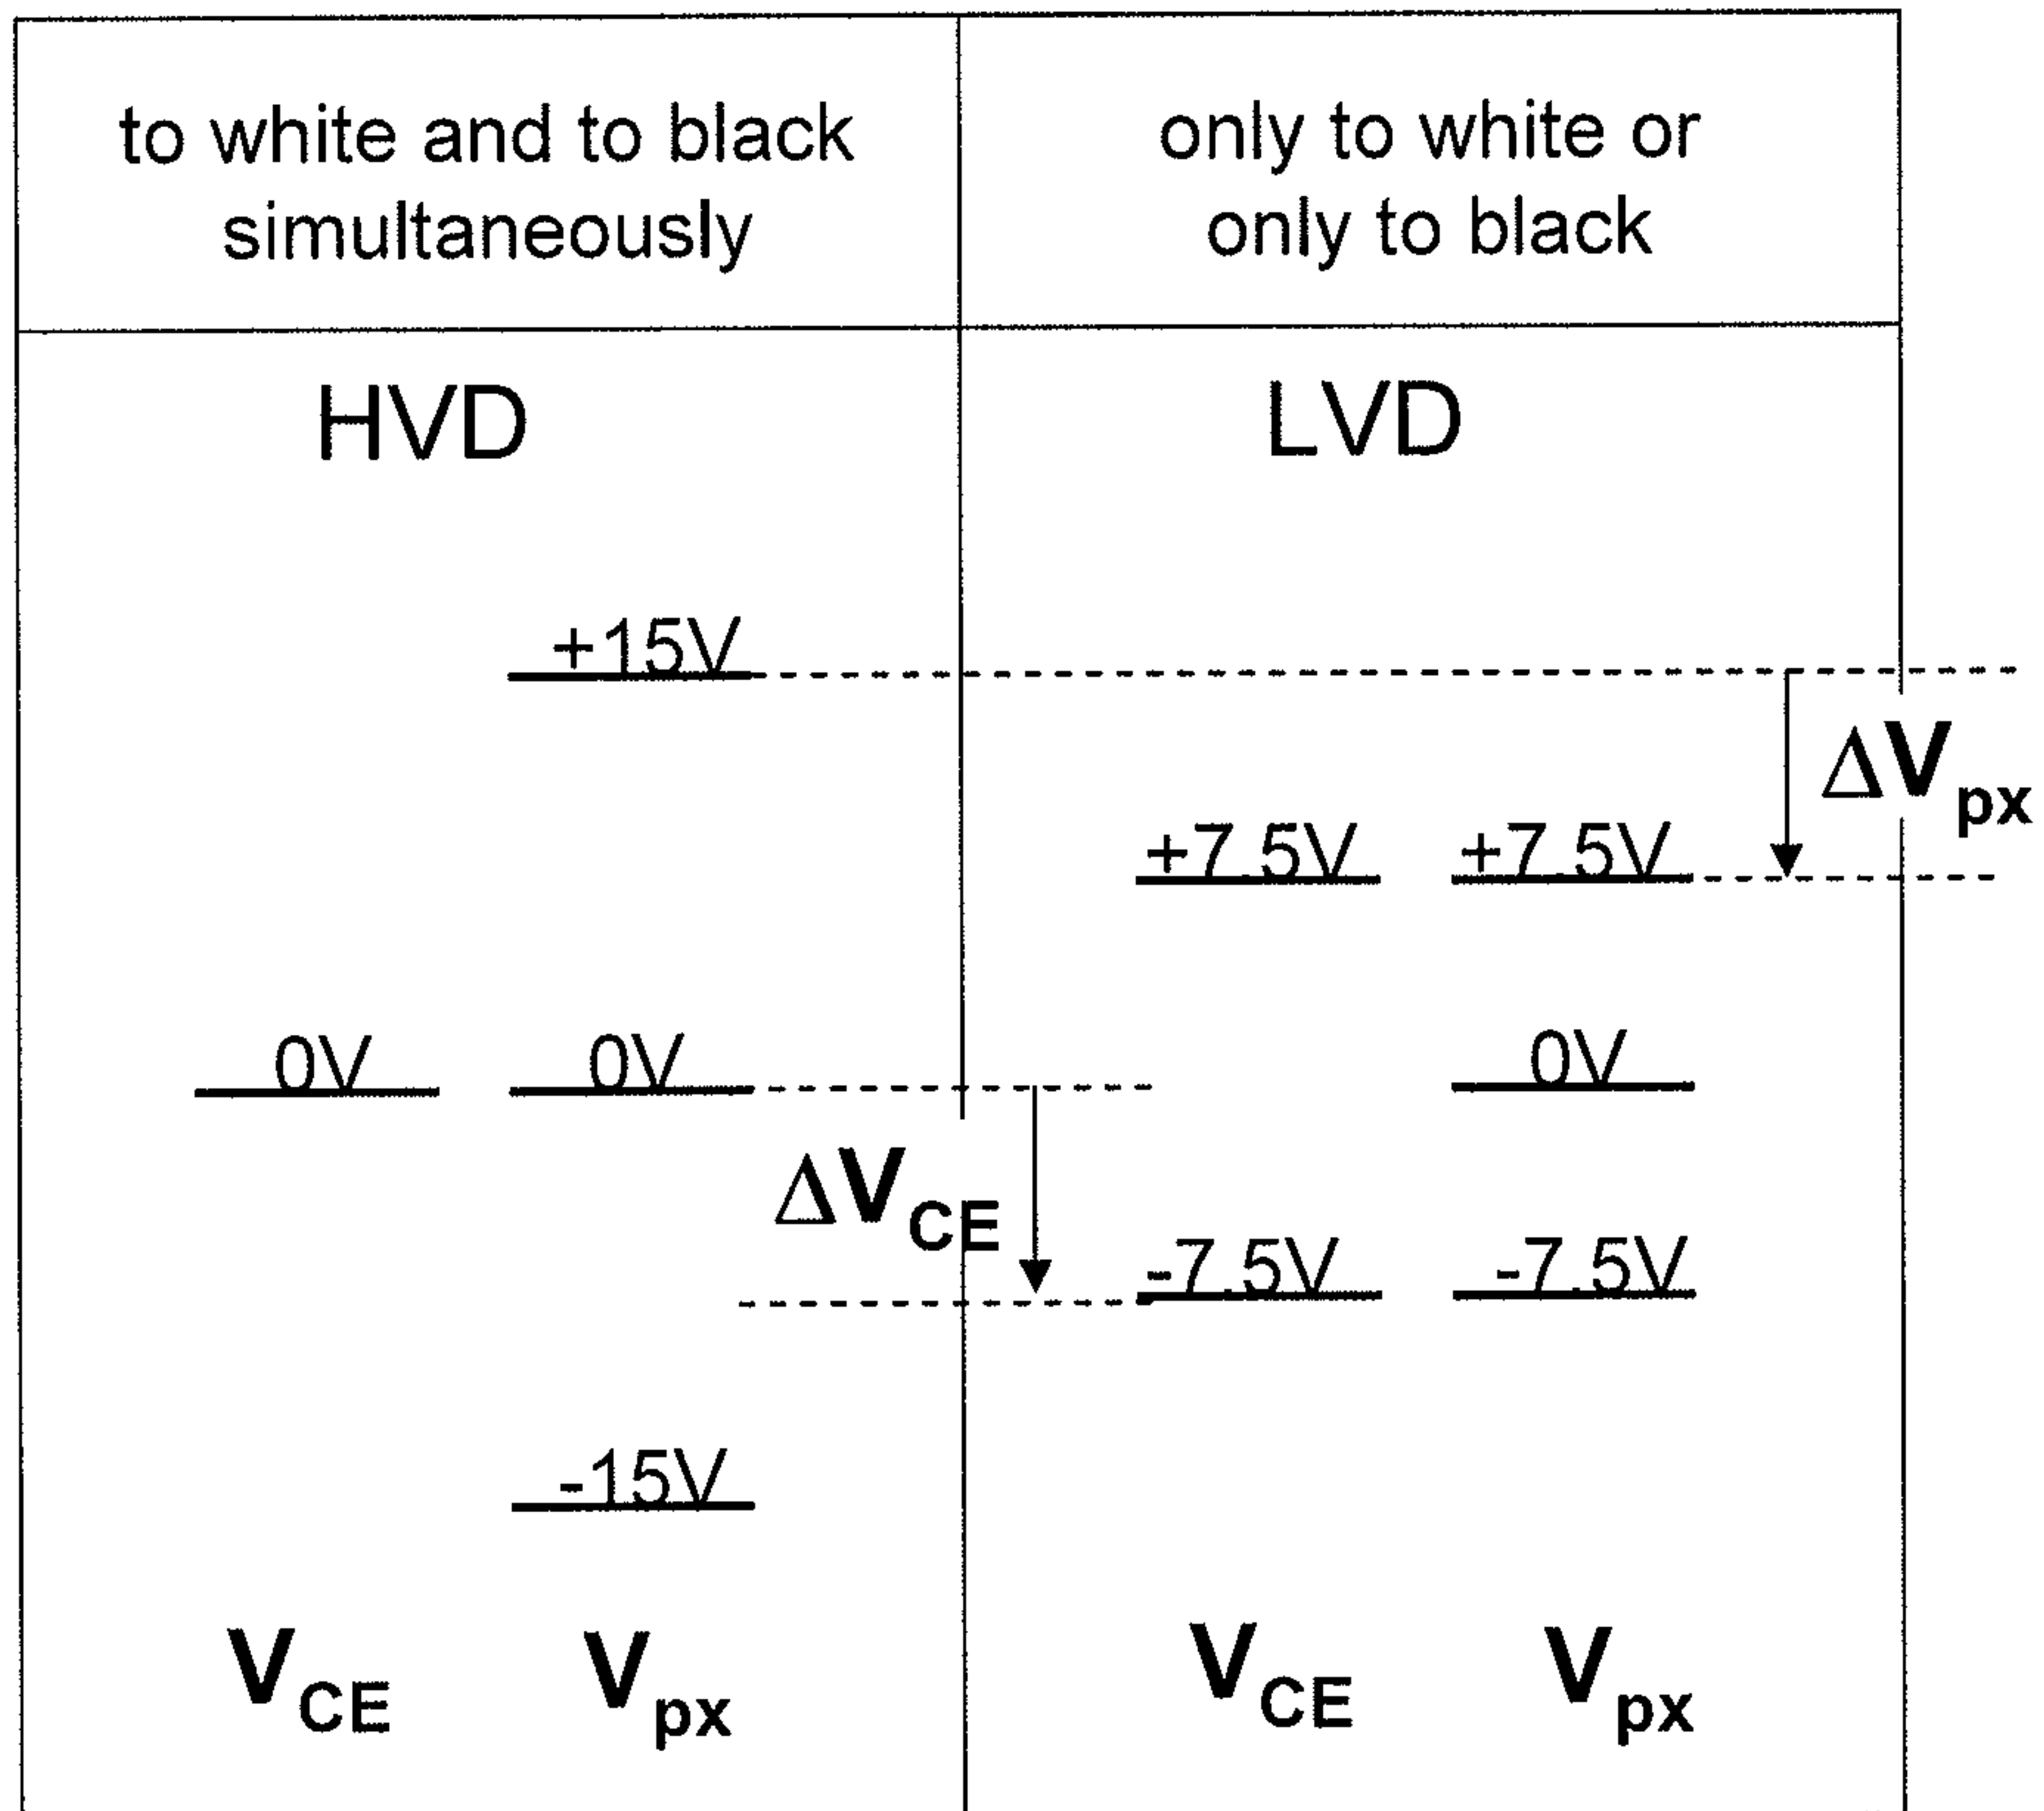 to white and to black
simultaneously
only to white or
only to black
HVD
LVD
+15V
ΔVpx
+7.5V +7.5V
0V 0V
0V
ΔVCE
-7.5V -7.5V
-15V
VCE Vpx
VCE Vpx